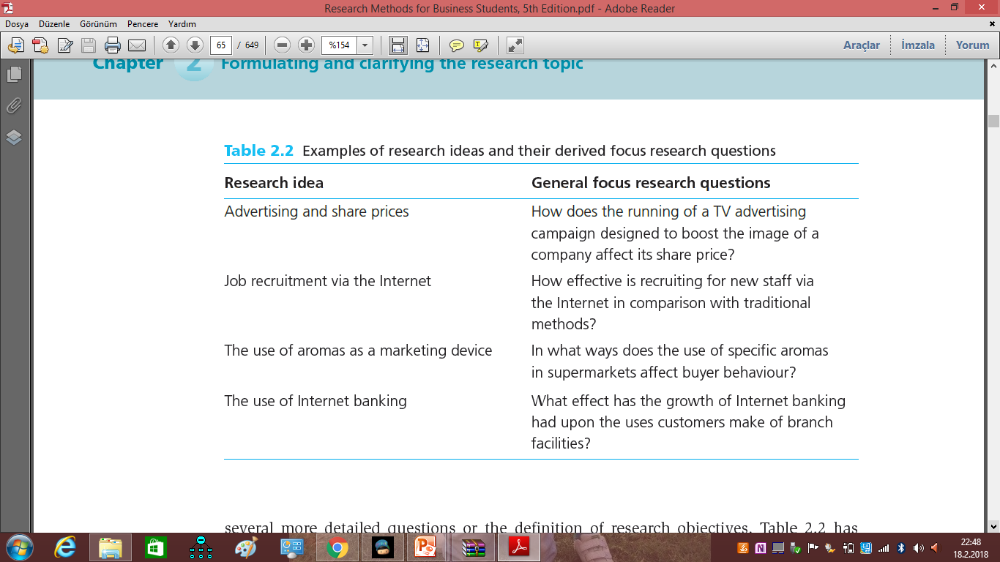 Research Methods for Business Students, 5th Edition.pdf - Adobe Reader
Dosya Düzenle Görünüm Pencere Yardım
65 / 649 %154 Araçlar İmzala Yorum
Chapter 2 Formulating and clarifying the research topic
Table 2.2 Examples of research ideas and their derived focus research questions
Research idea General focus research questions
Advertising and share prices How does the running of a TV advertising
campaign designed to boost the image of a
company affect its share price?
Job recruitment via the Internet How effective is recruiting for new staff via
the Internet in comparison with traditional
methods?
The use of aromas as a marketing device In what ways does the use of specific aromas
in supermarkets affect buyer behaviour?
The use of Internet banking What effect has the growth of Internet banking
had upon the uses customers make of branch
facilities?
several more detailed questions or the definition of research objectives. Table 2.2 has
22:48
18.2.2018